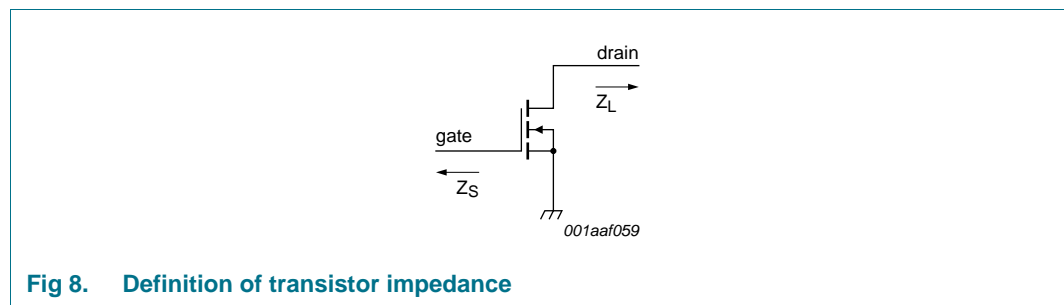 drain
Z_L
gate
Z_S
001aaf059
Fig 8. Definition of transistor impedance